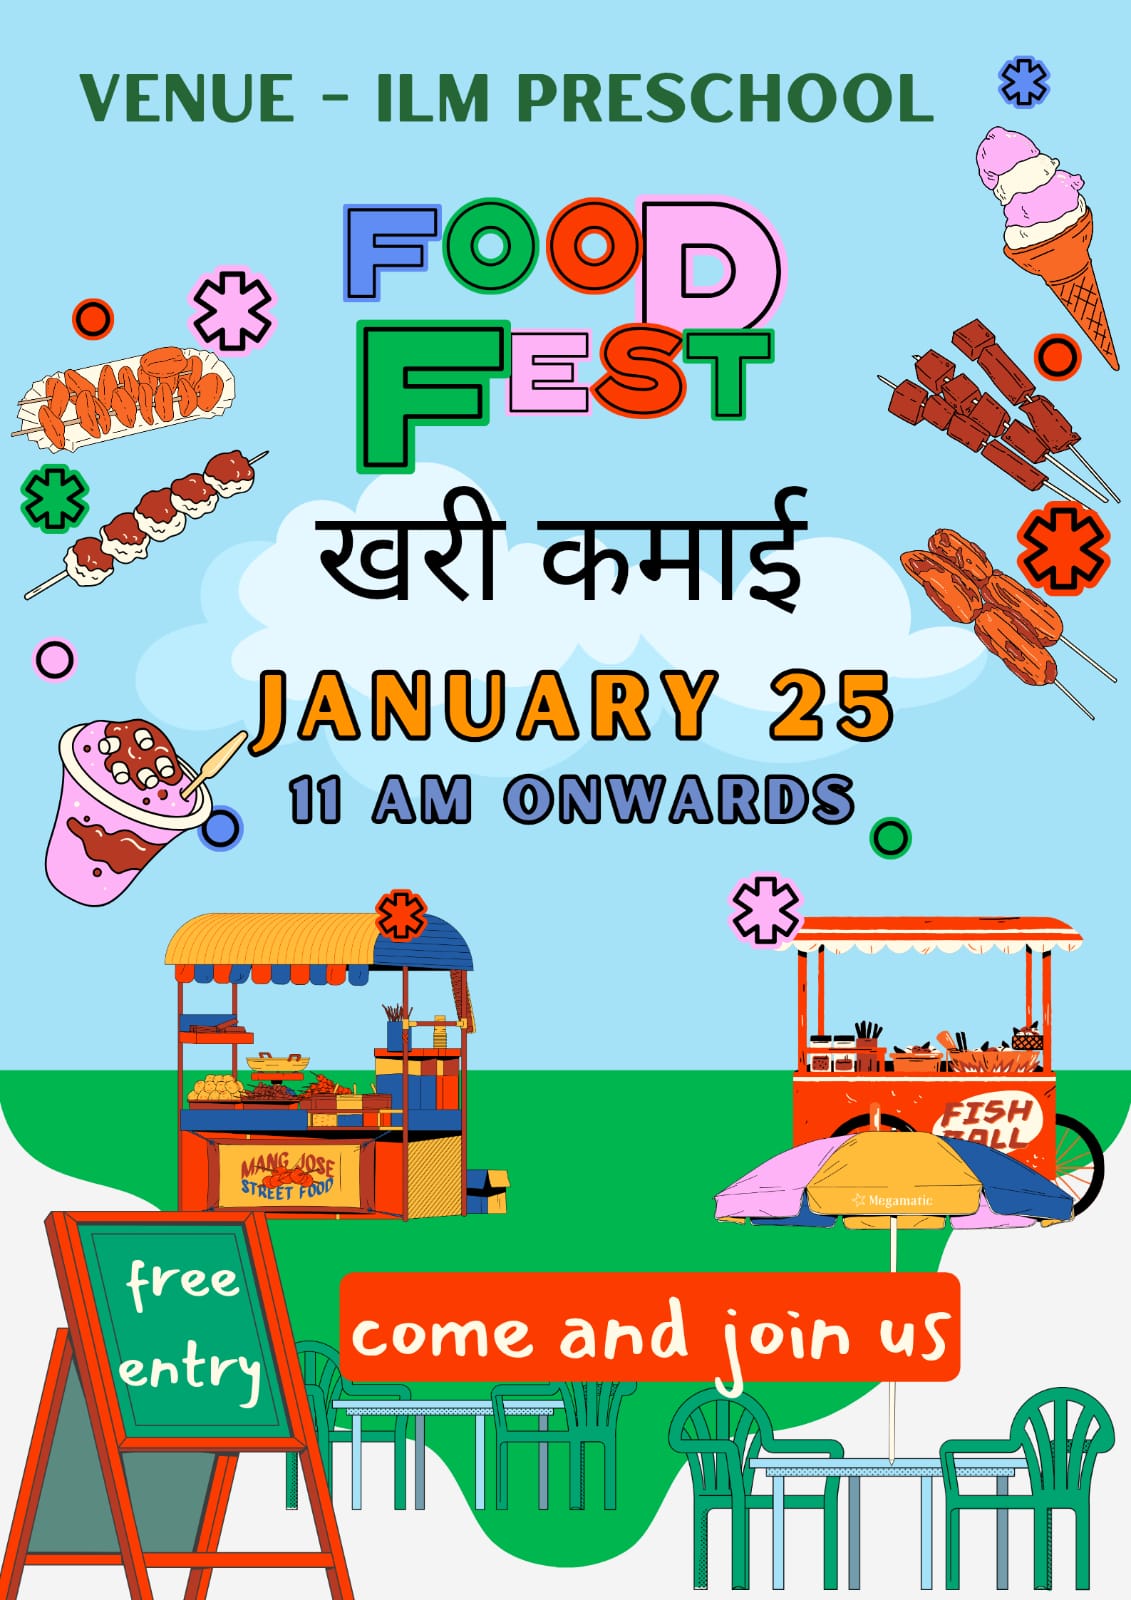 VENUE - ILM PRESCHOOL
FOOD
FEST
खरी कमाई
JANUARY 25
11 AM ONWARDS
MANG JOSE
STREET FOOD
FISH
BALL
Megamatic
free
entry
come and join us